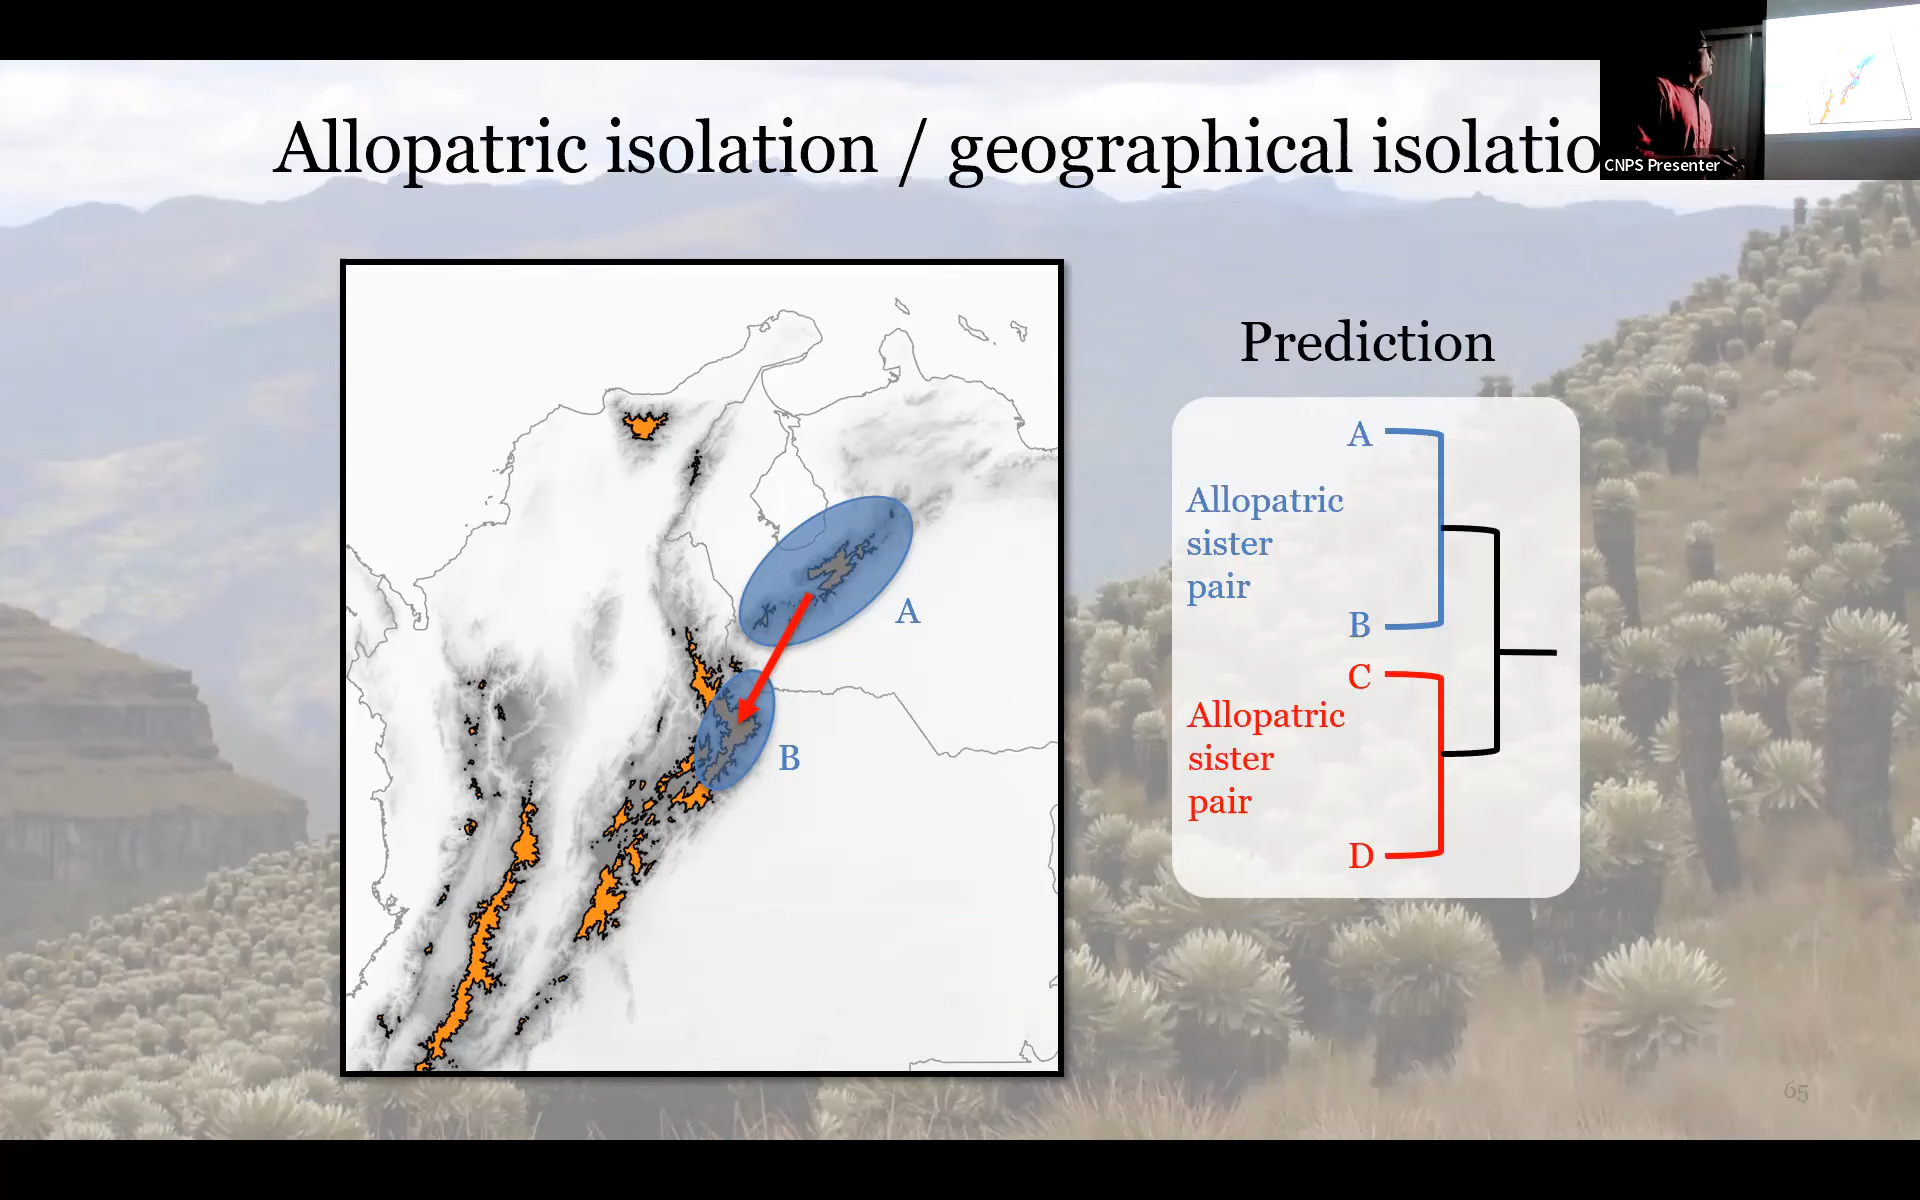 Allopatric isolation / geographical isolatio
CNPS Presenter
Prediction
A
Allopatric
sister
pair
B
C
Allopatric
sister
pair
D
A
B
65